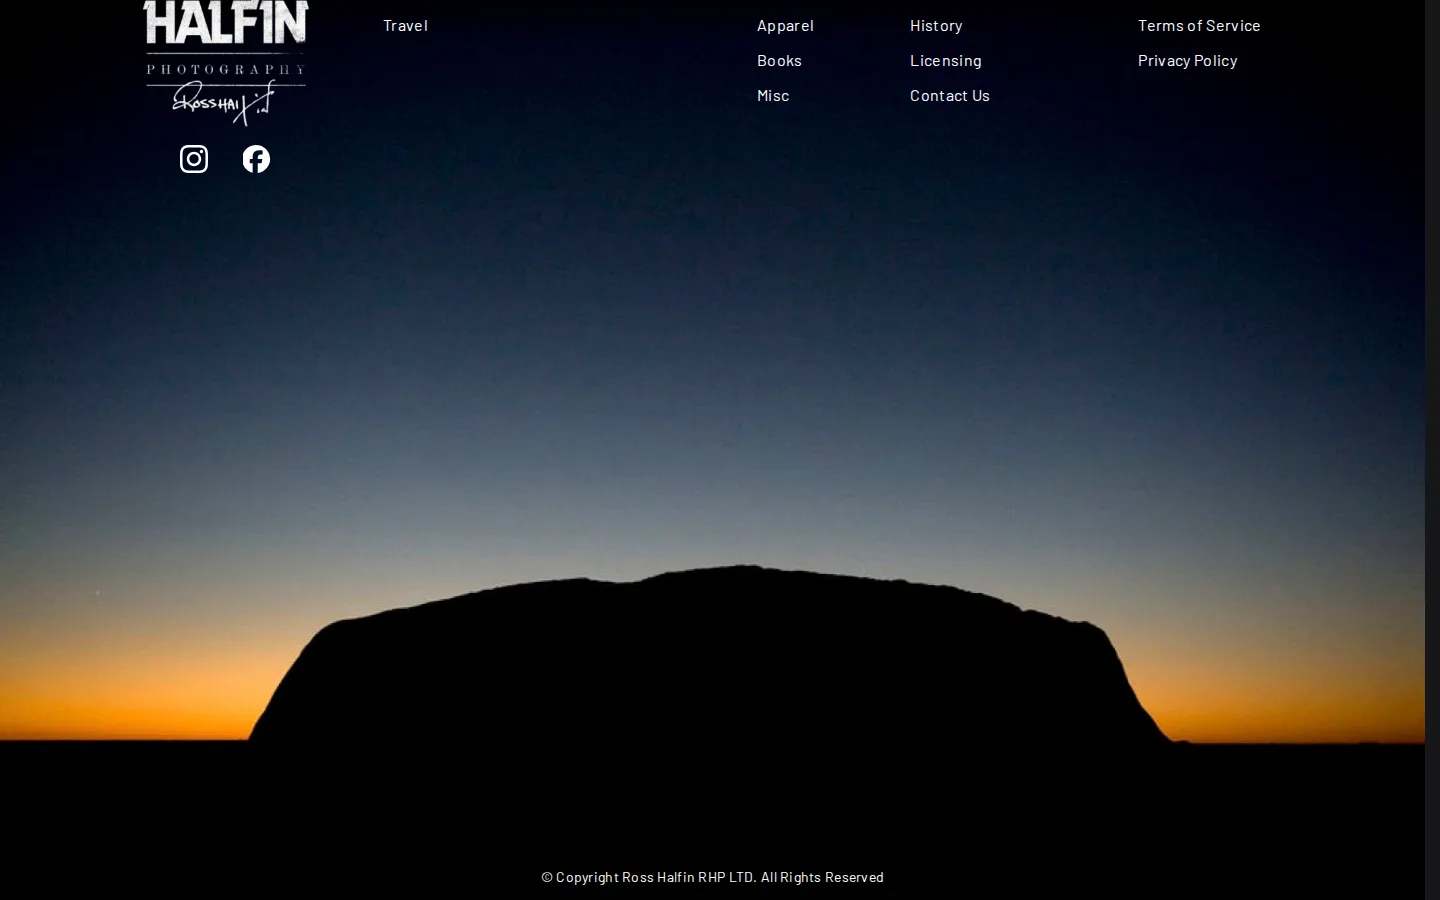 HALFIN
PHOTOGRAPHY
Travel
Apparel
Books
Misc
History
Licensing
Contact Us
Terms of Service
Privacy Policy
© Copyright Ross Halfin RHP LTD. All Rights Reserved